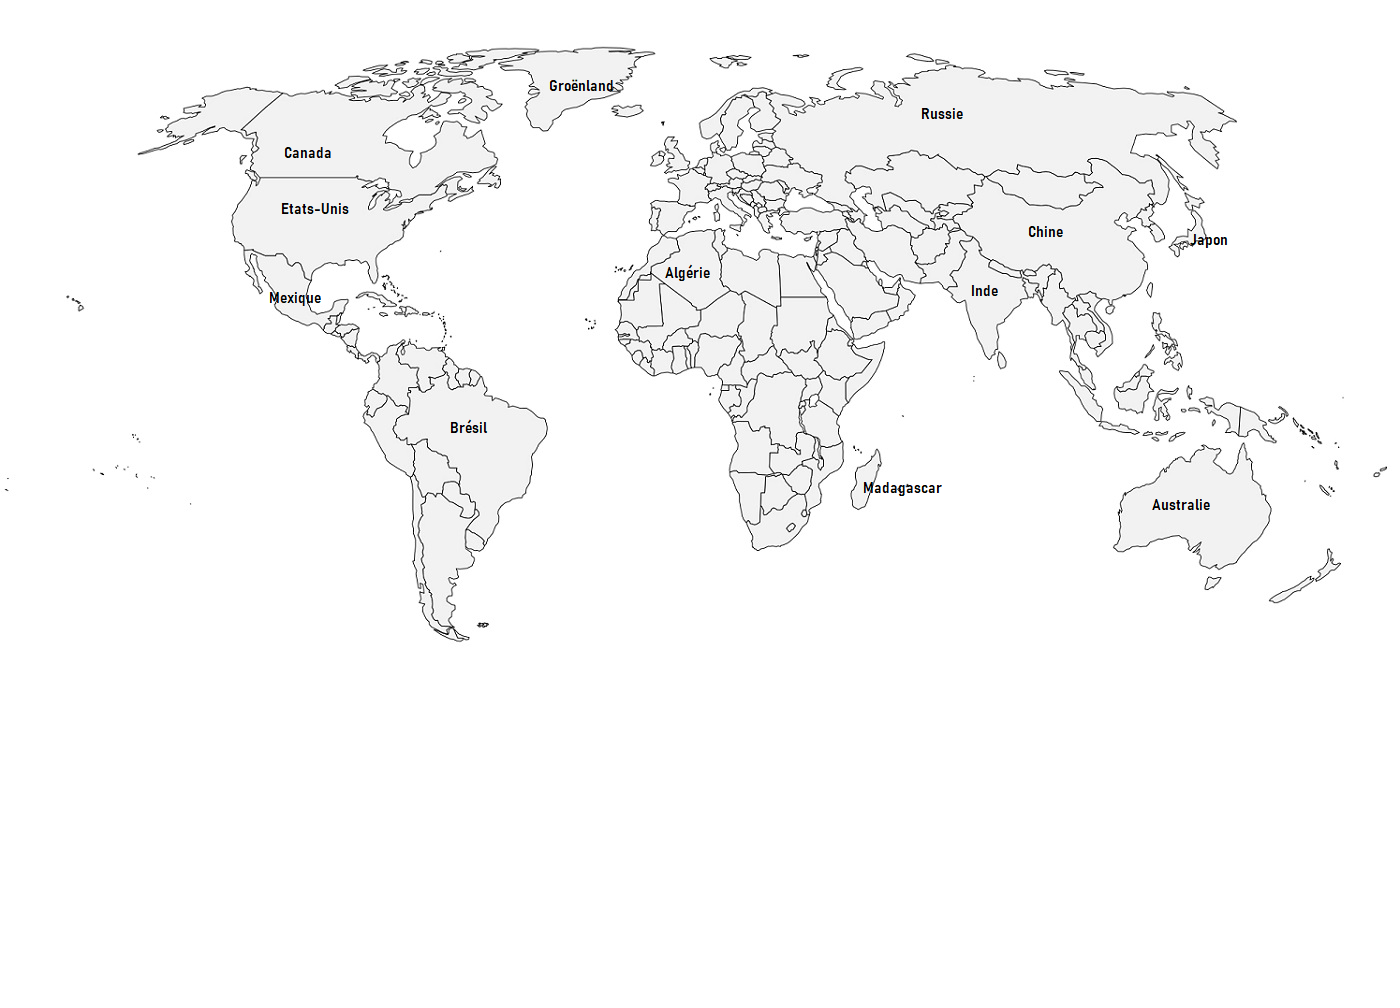 Groënland
Russie
Canada
Etats-Unis
Chine
Japon
Algérie
Inde
Mexique
Brésil
Madagascar
Australie